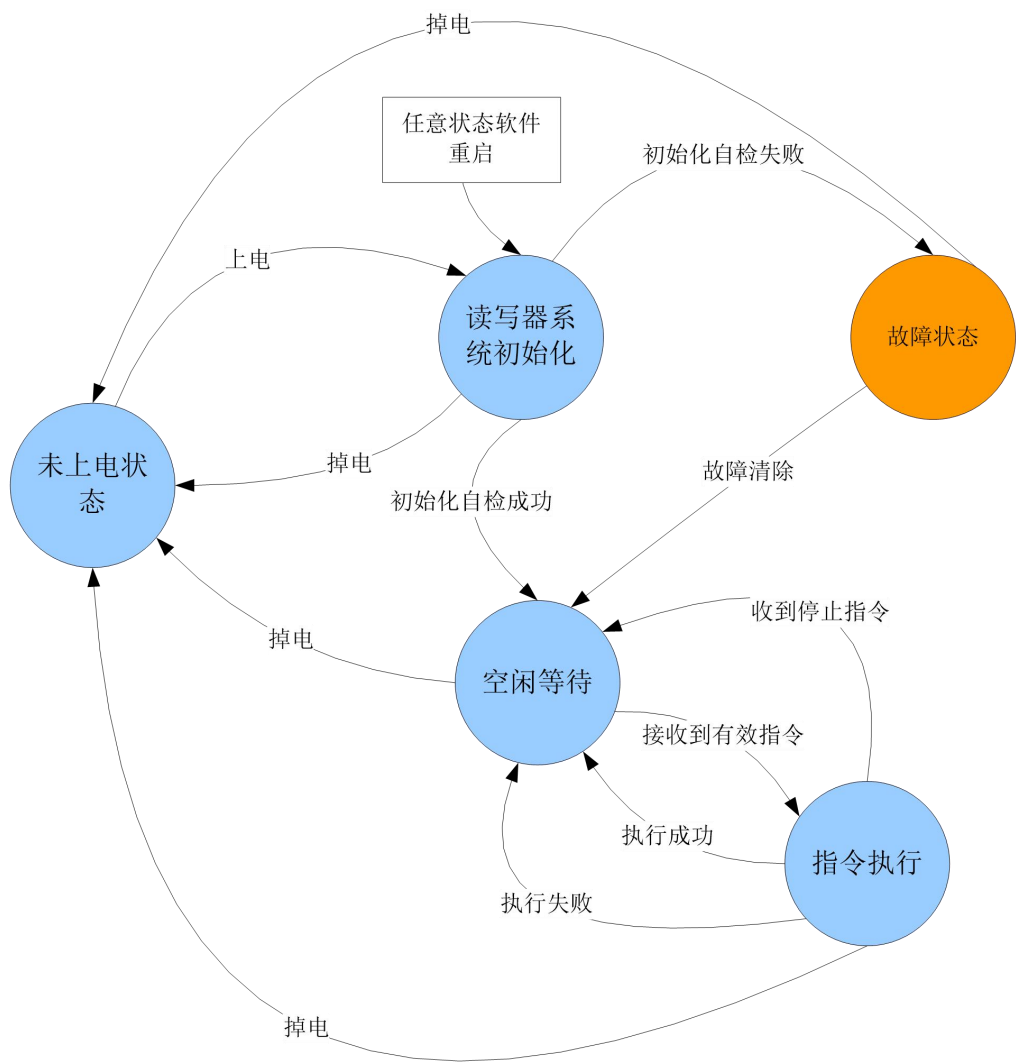 掉电
任意状态软件
重启
初始化自检失败
上电
读写器系
统初始化
故障状态
未上电状
态
掉电
故障清除
初始化自检成功
收到停止指令
掉电
空闲等待
接收到有效指令
执行成功
指令执行
执行失败
掉电